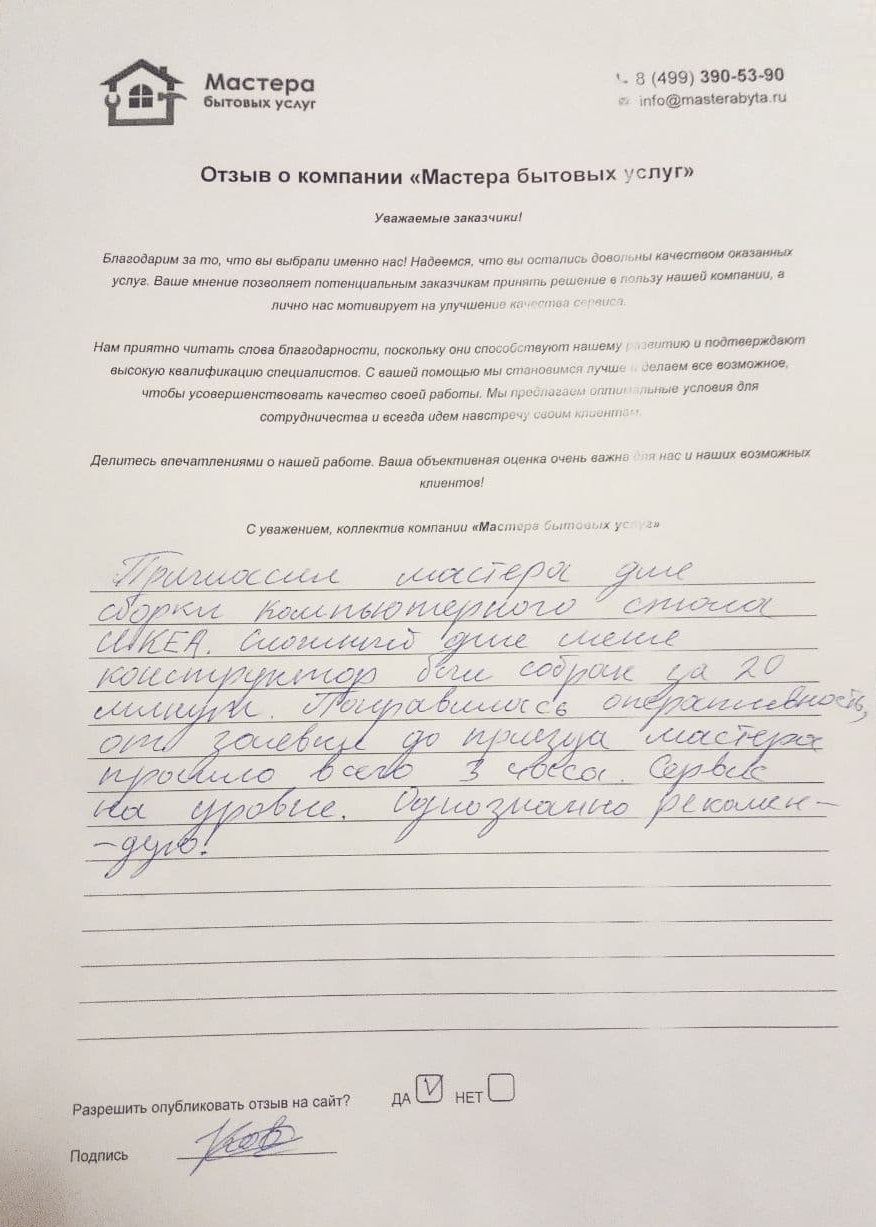 Мастера
бытовых услуг
8 (499) 390-53-90
info@masterabyta.ru
Отзыв о компании «Мастера бытовых услуг»
Уважаемые заказчики!
Благодарим за то, что вы выбрали именно нас! Надеемся, что вы остались довольны качеством оказанных
услуг. Ваше мнение позволяет потенциальным заказчикам принять решение в пользу нашей компании, а
лично нас мотивирует на улучшение качества сервиса.
Нам приятно читать слова благодарности, поскольку они способствуют нашему развитию и подтверждают
высокую квалификацию специалистов. С вашей помощью мы становимся лучше и делаем все возможное,
чтобы усовершенствовать качество своей работы. Мы предлагаем оптимальные условия для
сотрудничества и всегда идем навстречу своим клиентам.
Делитесь впечатлениями о нашей работе. Ваша объективная оценка очень важна для нас и наших возможных
клиентов!
С уважением, коллектив компании «Мастера бытовых услуг»
Пригласил мастера для
сборки компьютерного стола
ИКЕА. Сложный для меня
конструктор был собран за 20
минут. Понравилась оперативность,
от заявки до приезда мастера
прошло всего 3 часа. Сервис
на уровне. Однозначно рекомен-
-дую!
Разрешить опубликовать отзыв на сайт? ДА V НЕТ
Подпись